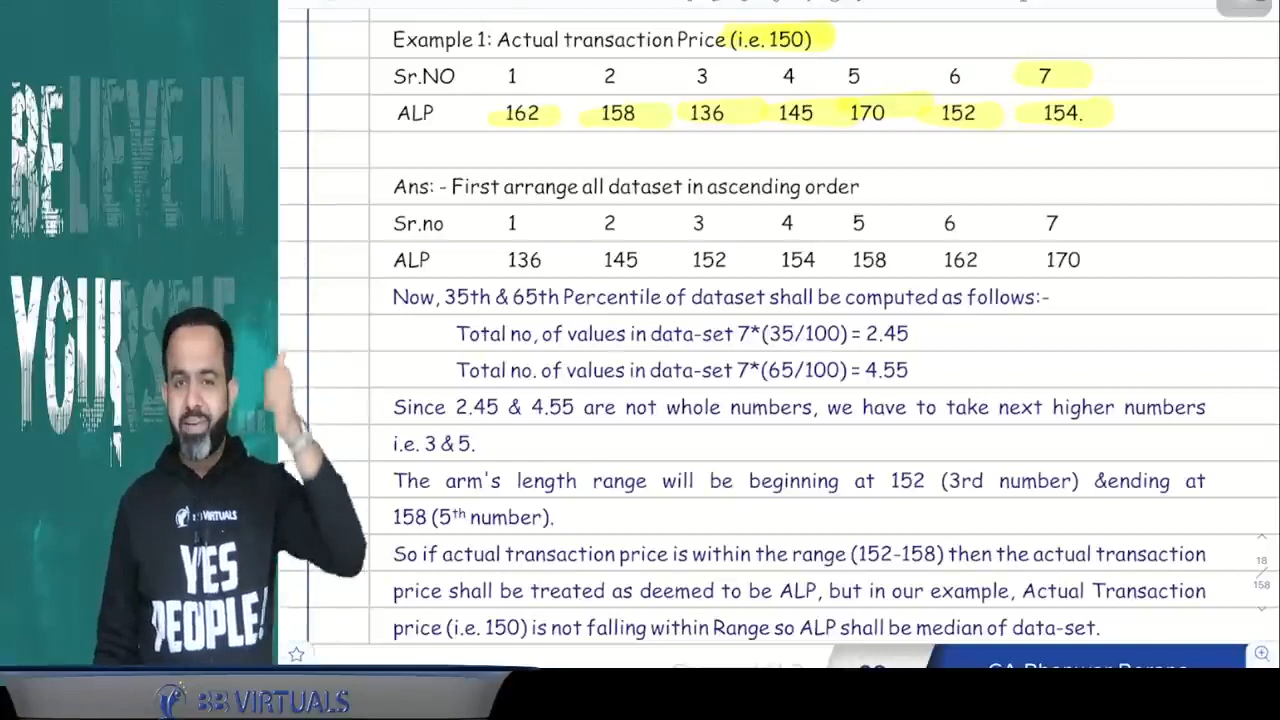 BELIEVE IN
YOURSELF
BB VIRTUALS
YES
PEOPLE!
Example 1: Actual transaction Price (i.e. 150)
Sr.NO 1 2 3 4 5 6 7
ALP 162 158 136 145 170 152 154.
Ans: - First arrange all dataset in ascending order
Sr.no 1 2 3 4 5 6 7
ALP 136 145 152 154 158 162 170
Now, 35th & 65th Percentile of dataset shall be computed as follows:-
Total no, of values in data-set 7*(35/100) = 2.45
Total no. of values in data-set 7*(65/100) = 4.55
Since 2.45 & 4.55 are not whole numbers, we have to take next higher numbers
i.e. 3 & 5.
The arm's length range will be beginning at 152 (3rd number) &ending at
158 (5th number).
So if actual transaction price is within the range (152-158) then the actual transaction
price shall be treated as deemed to be ALP, but in our example, Actual Transaction
price (i.e. 150) is not falling within Range so ALP shall be median of data-set.
18
158
BB VIRTUALS